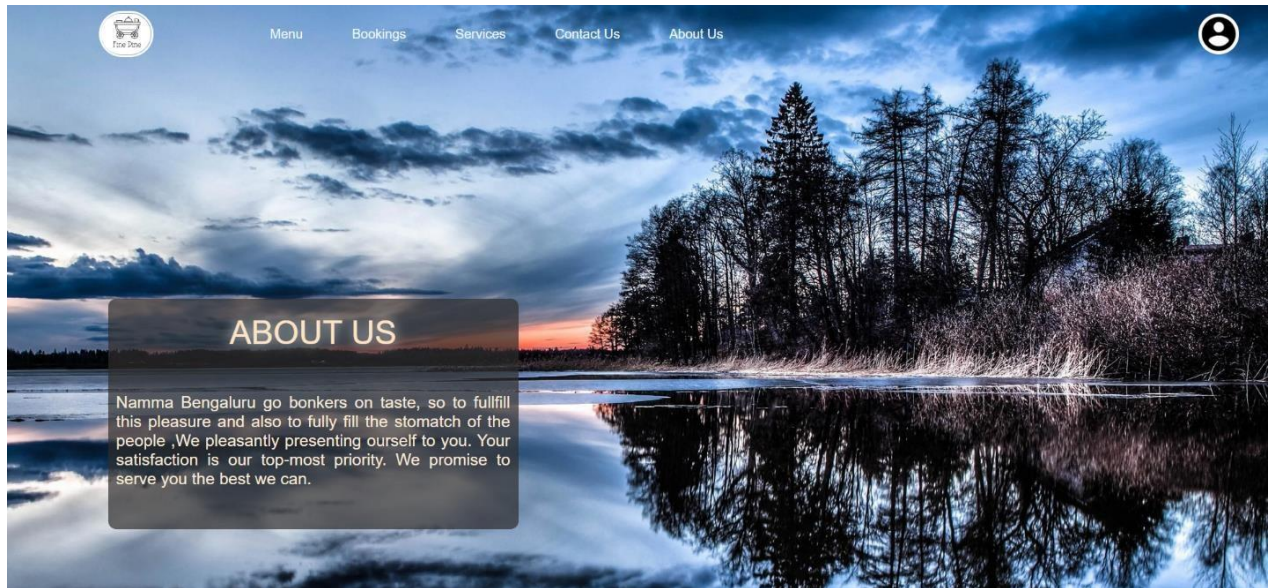 Fine Dine
Menu Bookings Services Contact Us About Us
ABOUT US
Namma Bengaluru go bonkers on taste, so to fullfill
this pleasure and also to fully fill the stomatch of the
people ,We pleasantly presenting ourself to you. Your
satisfaction is our top-most priority. We promise to
serve you the best we can.